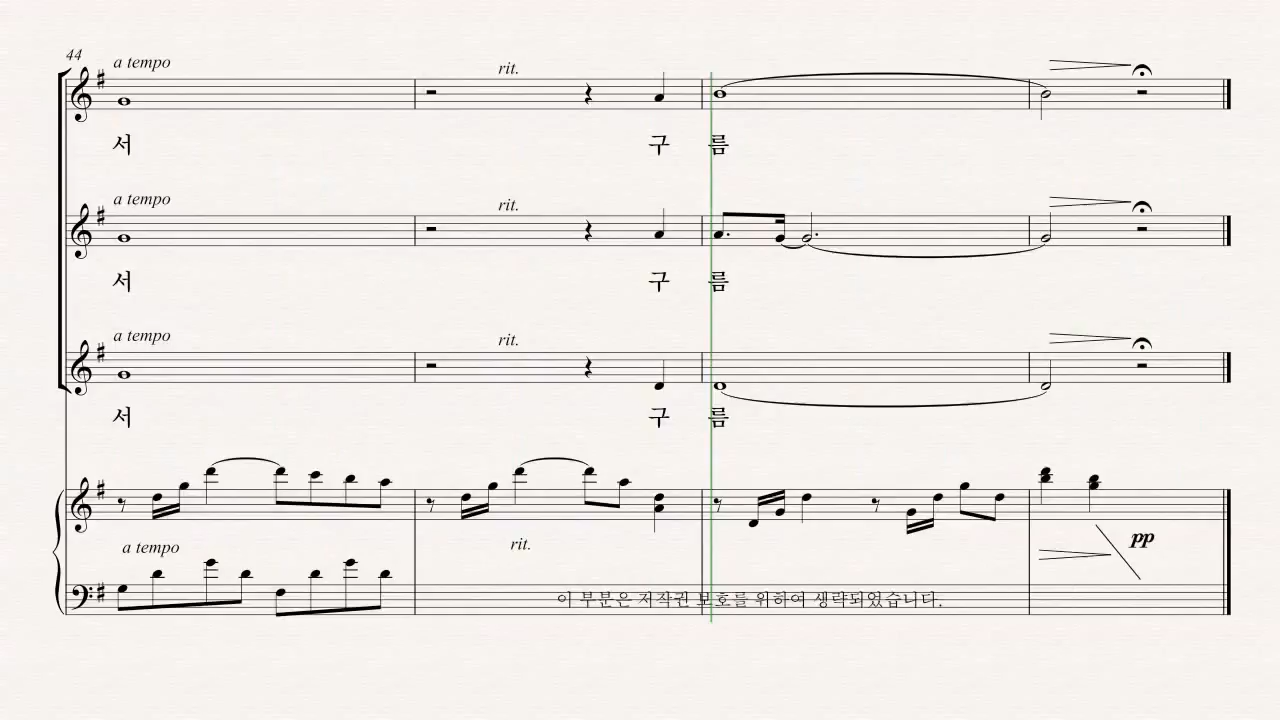 44
a tempo
rit.
서 구 름
a tempo
rit.
서 구 름
a tempo
rit.
서 구 름
a tempo
rit.
pp
이 부분은 저작권 보호를 위하여 생략되었습니다.